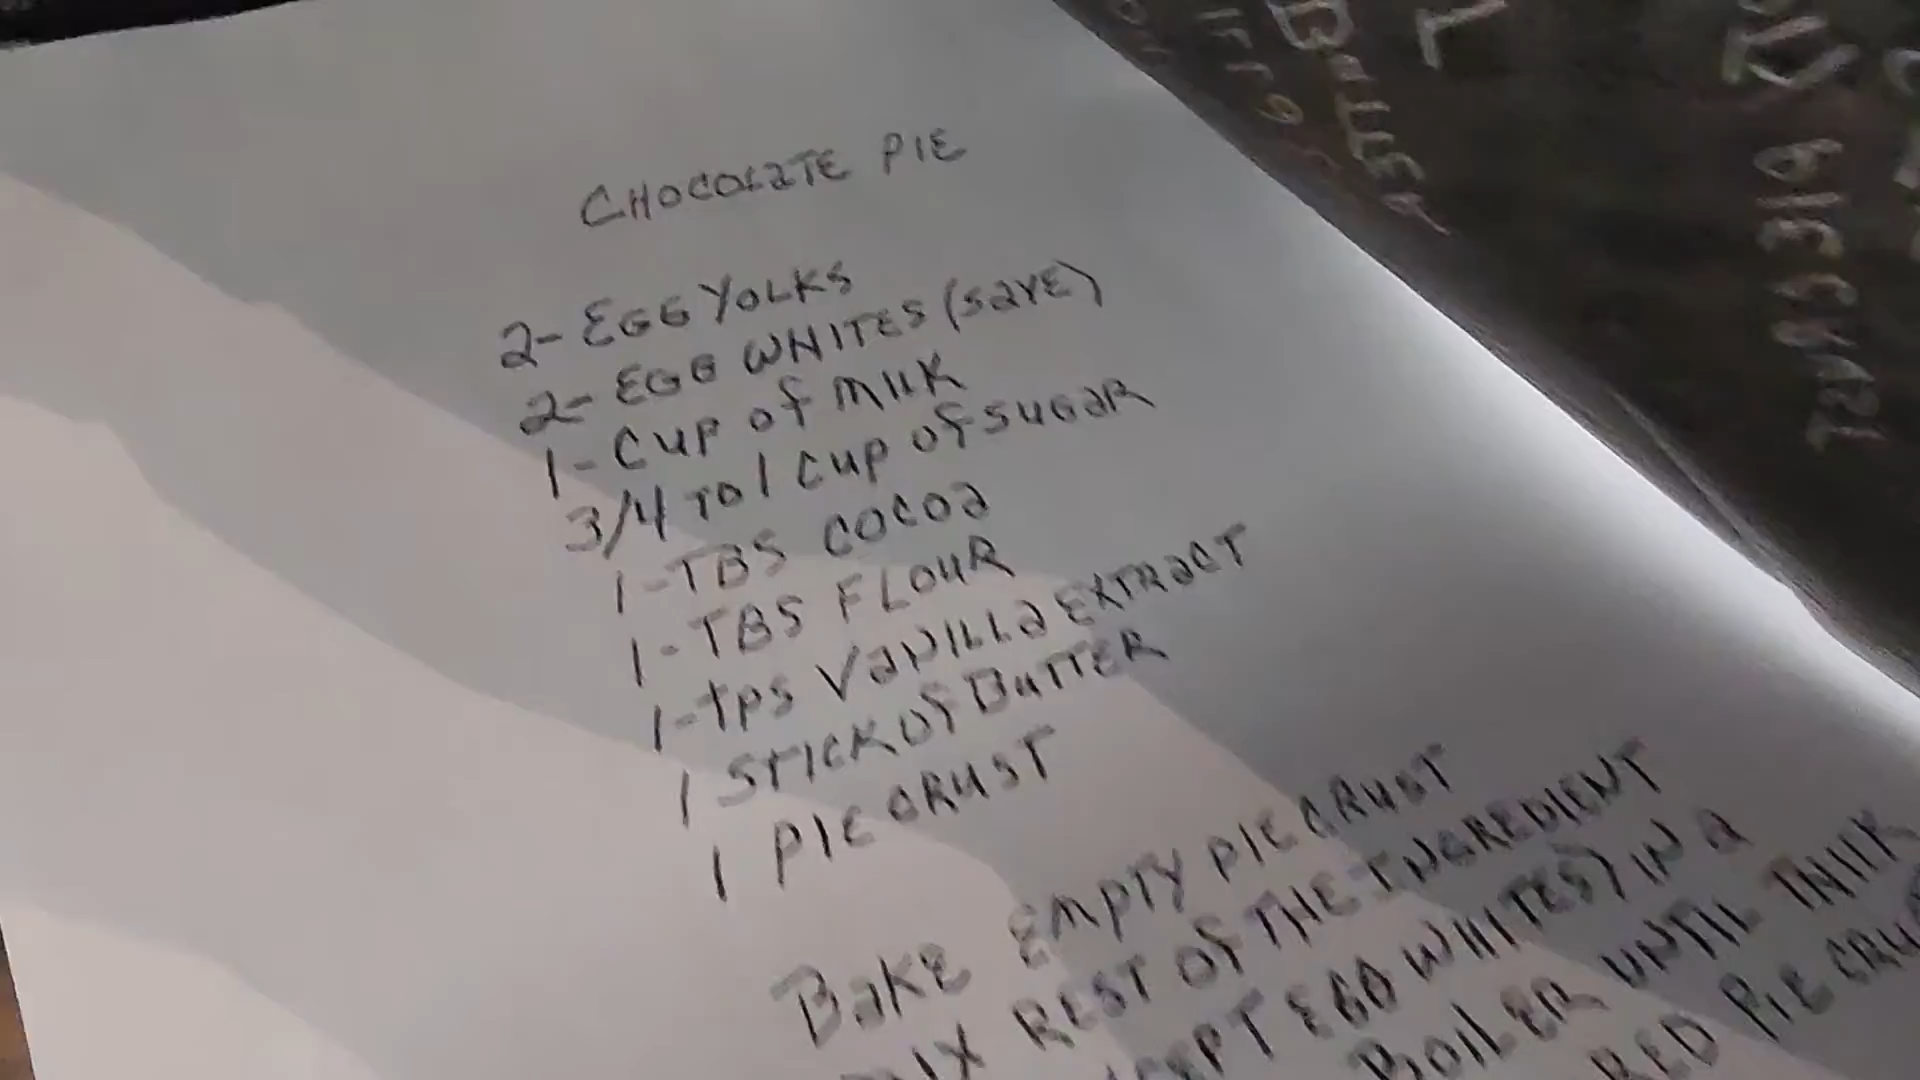 CHOCOLATE PIE
2- EGG YOLKS
2- EGG WHITES (SAVE)
1- CUP OF MILK
3/4 TO 1 CUP OF SUGAR
1-TBS COCOA
1-TBS FLOUR
1-tps VANILLA EXTRACT
1 STICK OF BUTTER
1 PIE CRUST
BAKE EMPTY PIE CRUST
REST OF THE INGREDIENT
EGG WHITES) IN A
BOILER UNTIL THICK
PIE